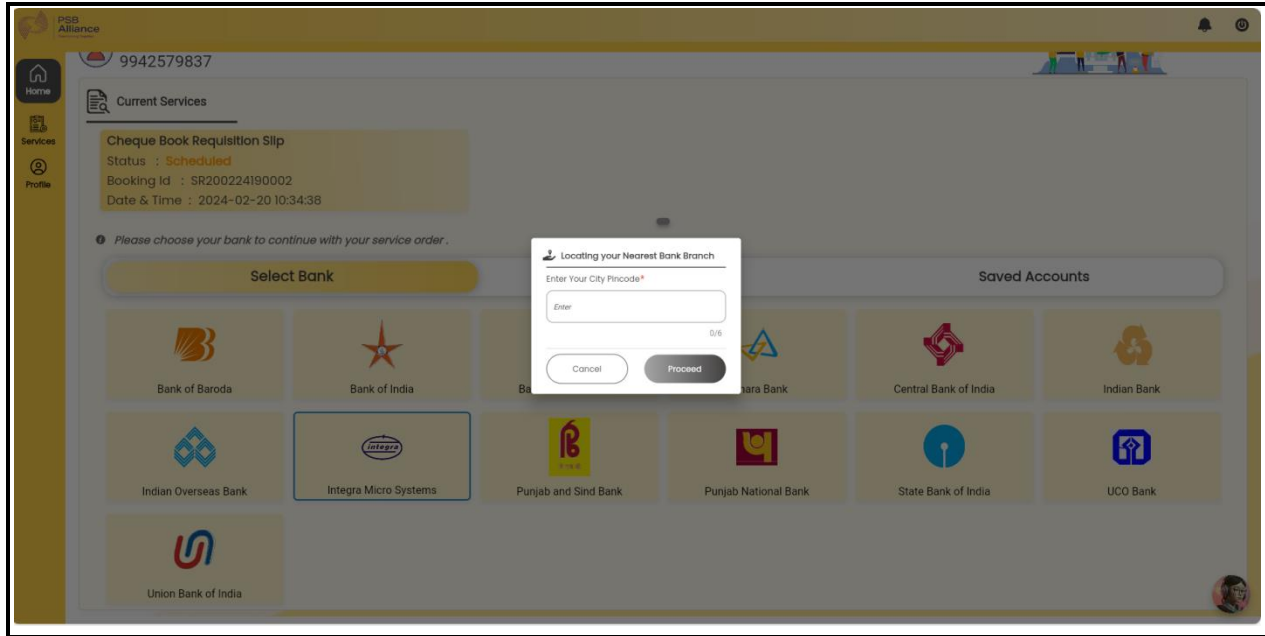 PSB
Alliance
9942579837
Home
Services
Profile
Current Services
Cheque Book Requisition Slip
Status : Scheduled
Booking Id : SR200224190002
Date & Time : 2024-02-20 10:34:38
Please choose your bank to continue with your service order .
Select Bank
Saved Accounts
Locating your Nearest Bank Branch
Enter Your City Pincode*
Enter
0/6
Cancel
Proceed
Bank of Baroda
Bank of India
Ba
hara Bank
Central Bank of India
Indian Bank
Indian Overseas Bank
integra
Integra Micro Systems
Punjab and Sind Bank
Punjab National Bank
State Bank of India
UCO Bank
Union Bank of India